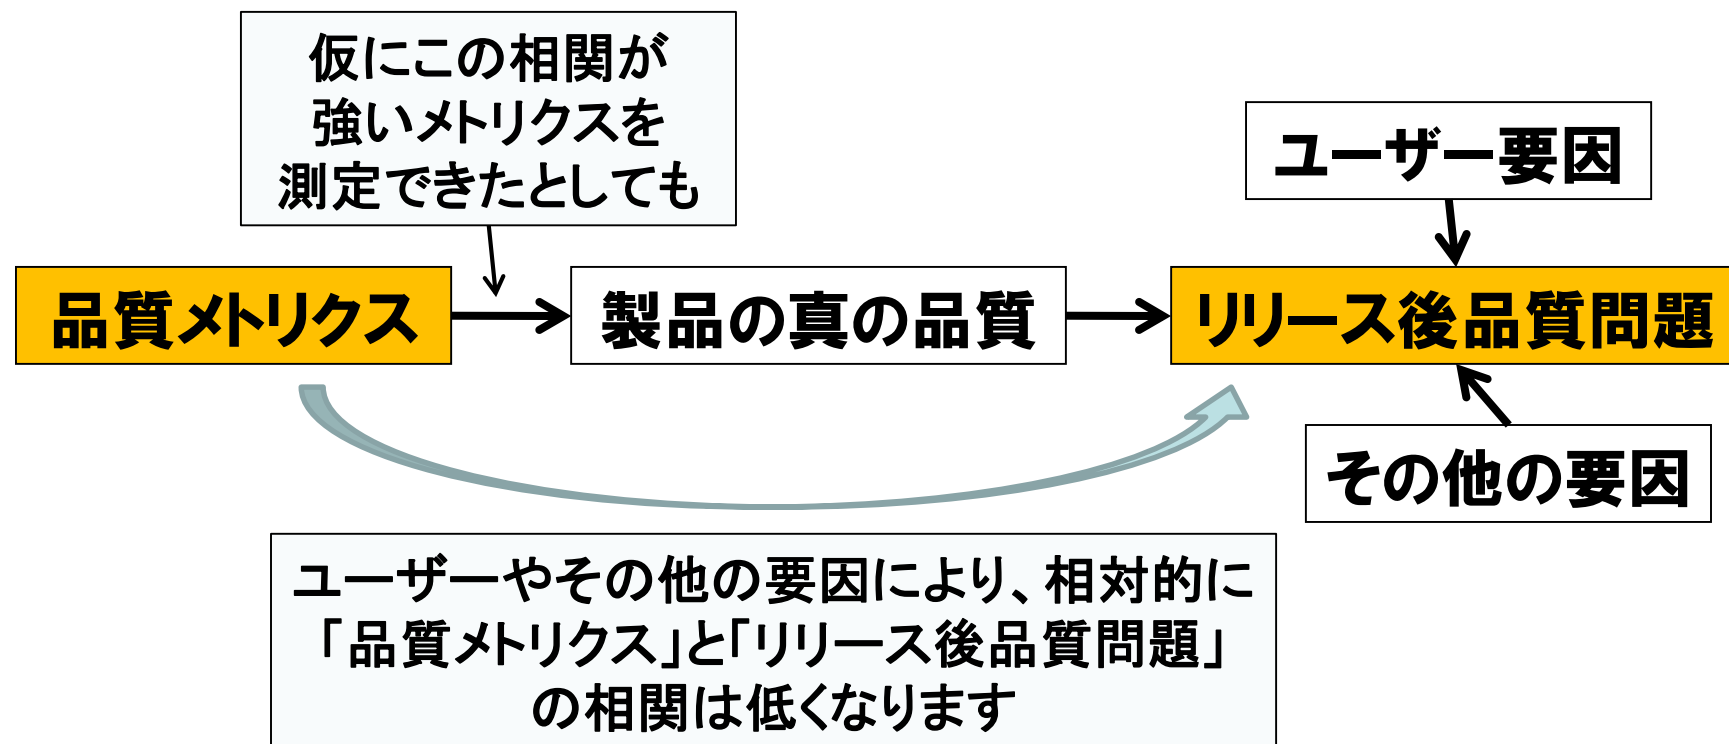 仮にこの相関が
強いメトリクスを
測定できたとしても
ユーザー要因
品質メトリクス
製品の真の品質
リリース後品質問題
その他の要因
ユーザーやその他の要因により、相対的に
「品質メトリクス」と「リリース後品質問題」
の相関は低くなります